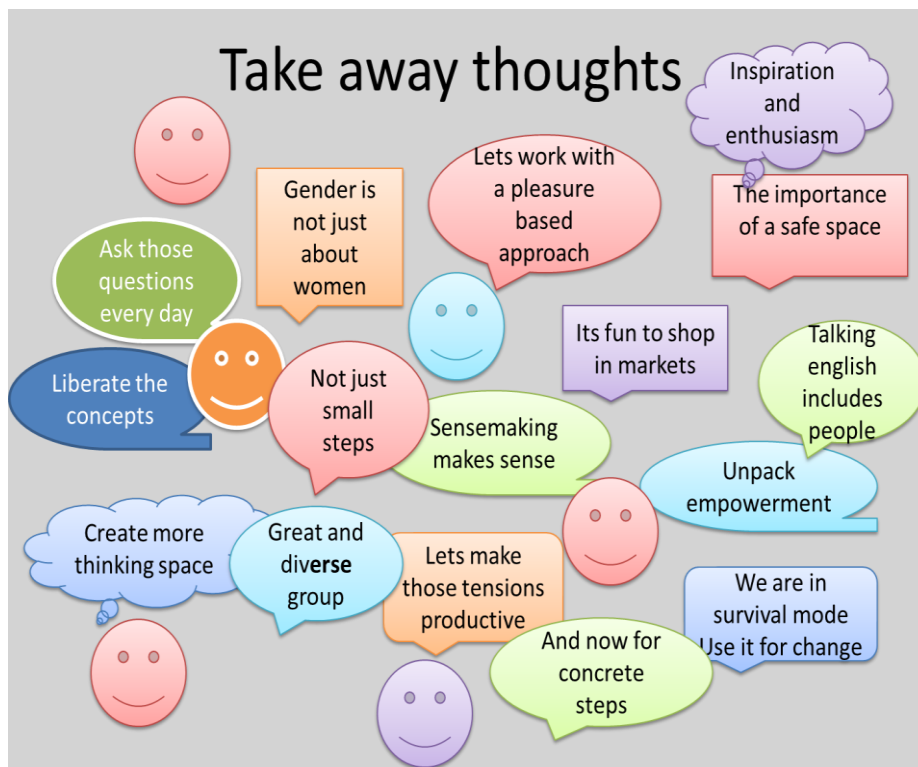 Take away thoughts
Inspiration
and
enthusiasm
Lets work with
a pleasure
based
approach
Gender is
not just
about
women
The importance
of a safe space
Ask those
questions
every day
Its fun to shop
in markets
Talking
english
includes
people
Liberate the
concepts
Not just
small
steps
Sensemaking
makes sense
Unpack
empowerment
Create more
thinking space
Great and
diverse
group
Lets make
those tensions
productive
We are in
survival mode
Use it for change
And now for
concrete
steps